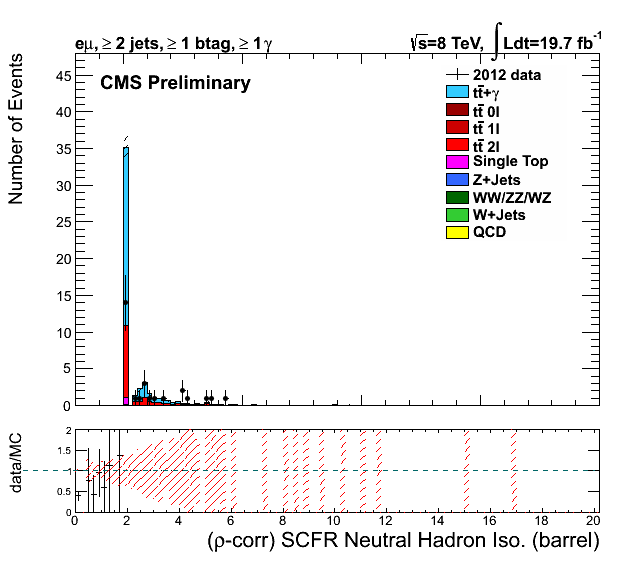 eμ, ≥ 2 jets, ≥ 1 btag, ≥ 1γ
√s=8 TeV, ∫Ldt=19.7 fb⁻¹
CMS Preliminary
2012 data
tt̄+γ
tt̄ 0l
tt̄ 1l
tt̄ 2l
Single Top
Z+Jets
WW/ZZ/WZ
W+Jets
QCD
Number of Events
45
40
35
30
25
20
15
10
5
0
data/MC
2
1.5
1
0.5
0
0 2 4 6 8 10 12 14 16 18 20
(ρ-corr) SCFR Neutral Hadron Iso. (barrel)